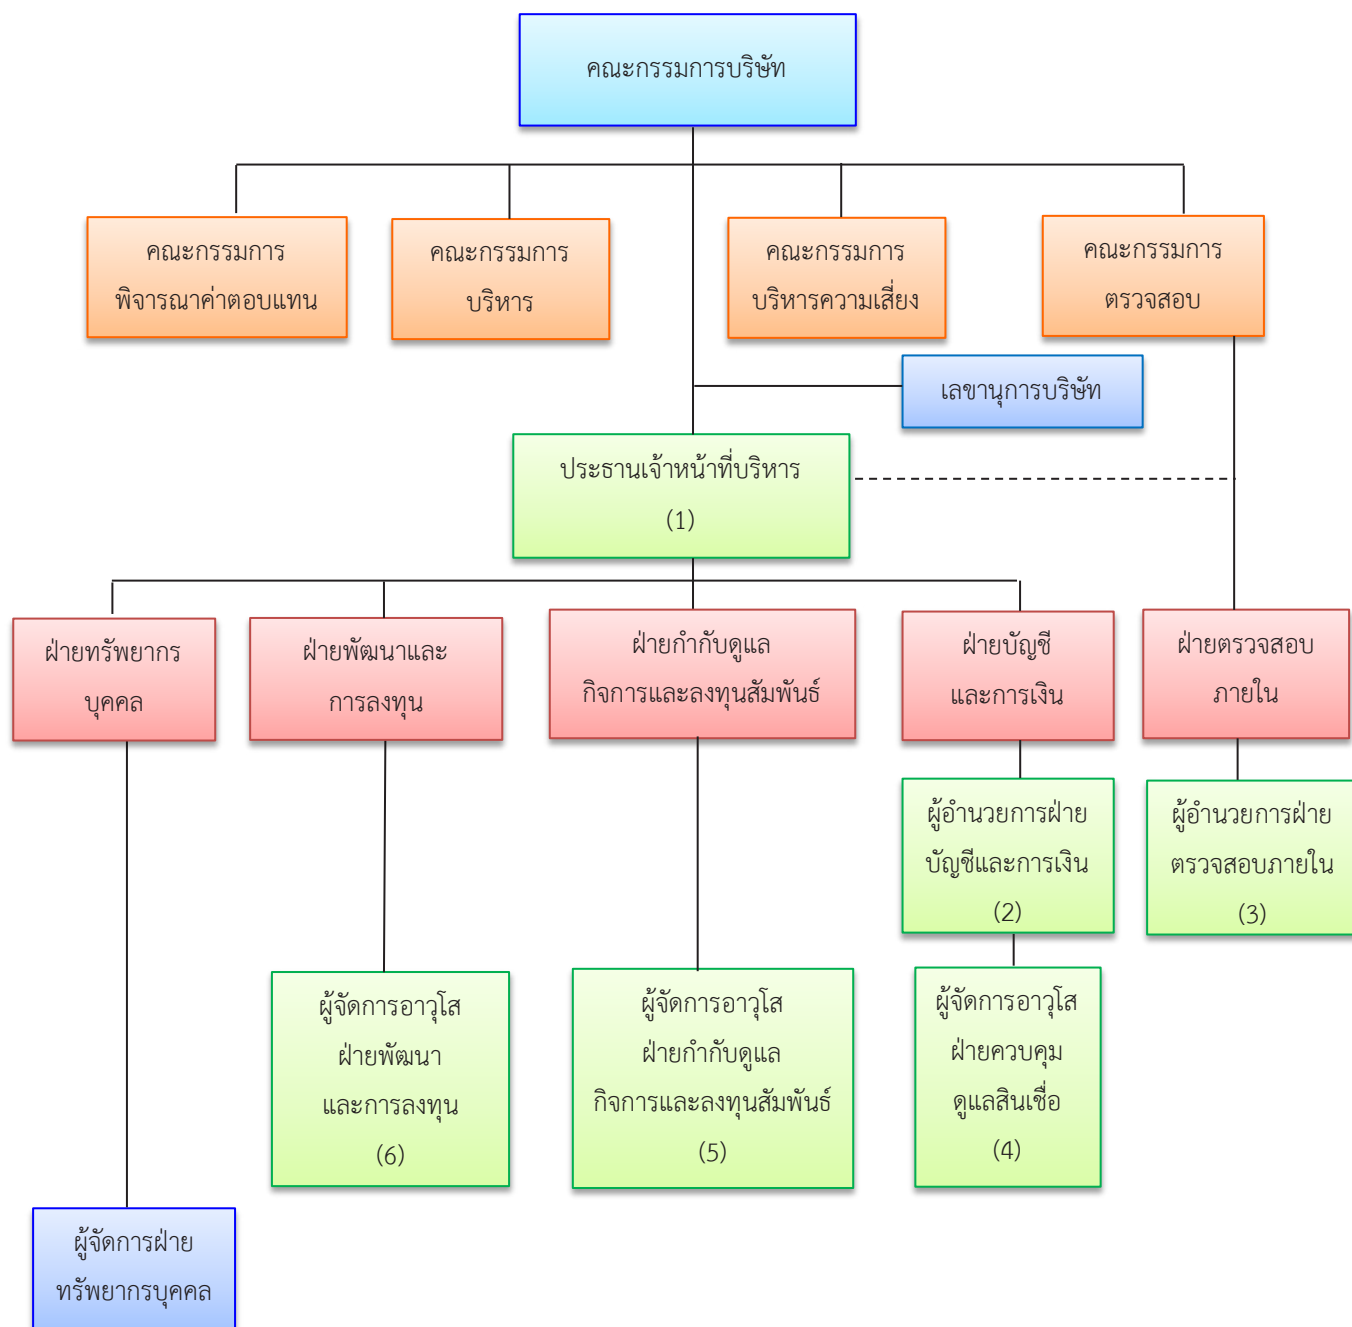 คณะกรรมการบริษัท
คณะกรรมการ
พิจารณาค่าตอบแทน
คณะกรรมการ
บริหาร
คณะกรรมการ
บริหารความเสี่ยง
คณะกรรมการ
ตรวจสอบ
เลขานุการบริษัท
ประธานเจ้าหน้าที่บริหาร
(1)
ฝ่ายทรัพยากร
บุคคล
ฝ่ายพัฒนาและ
การลงทุน
ฝ่ายกำกับดูแล
กิจการและลงทุนสัมพันธ์
ฝ่ายบัญชี
และการเงิน
ฝ่ายตรวจสอบ
ภายใน
ผู้อำนวยการฝ่าย
บัญชีและการเงิน
(2)
ผู้อำนวยการฝ่าย
ตรวจสอบภายใน
(3)
ผู้จัดการอาวุโส
ฝ่ายพัฒนา
และการลงทุน
(6)
ผู้จัดการอาวุโส
ฝ่ายกำกับดูแล
กิจการและลงทุนสัมพันธ์
(5)
ผู้จัดการอาวุโส
ฝ่ายควบคุม
ดูแลสินเชื่อ
(4)
ผู้จัดการฝ่าย
ทรัพยากรบุคคล